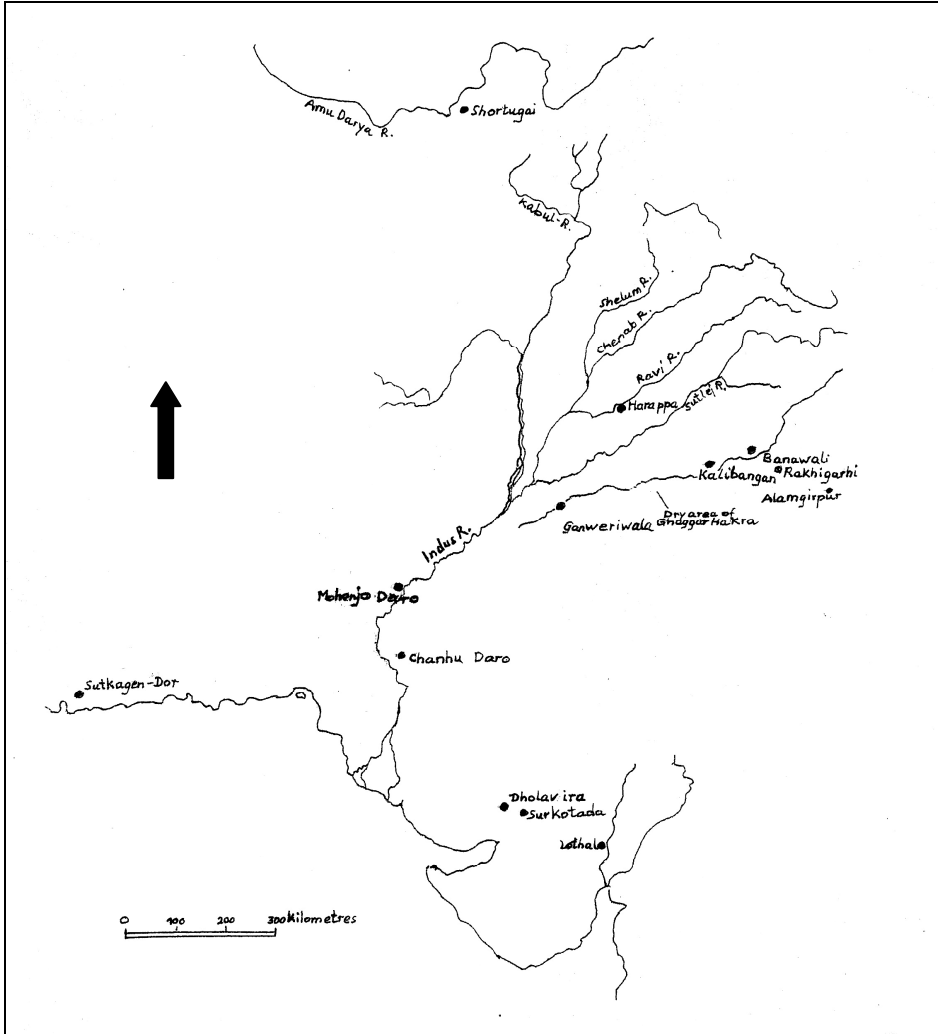 Amu Darya R.
Shortugai
Kabul-R.
Shelum R.
Chenab R.
Ravi R.
Sutlej R.
Harappa
Banawali
Kalibangan
Rakhigarhi
Alamgirpur
Dry area of
Ghaggar Hakra
Ganweriwala
Indus R.
Mohenjo Daro
Chanhu Daro
Sutkagen-Dor
Dholavira
Surkotada
Lothal
0 100 200 300 kilometres